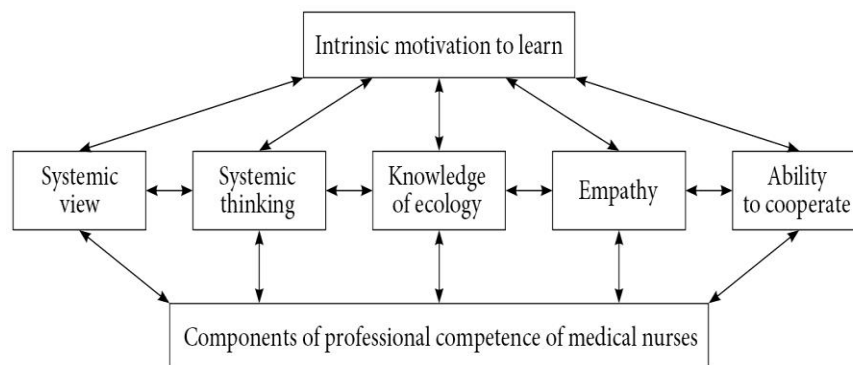 Intrinsic motivation to learn
Systemic
view
Systemic
thinking
Knowledge
of ecology
Empathy
Ability
to cooperate
Components of professional competence of medical nurses